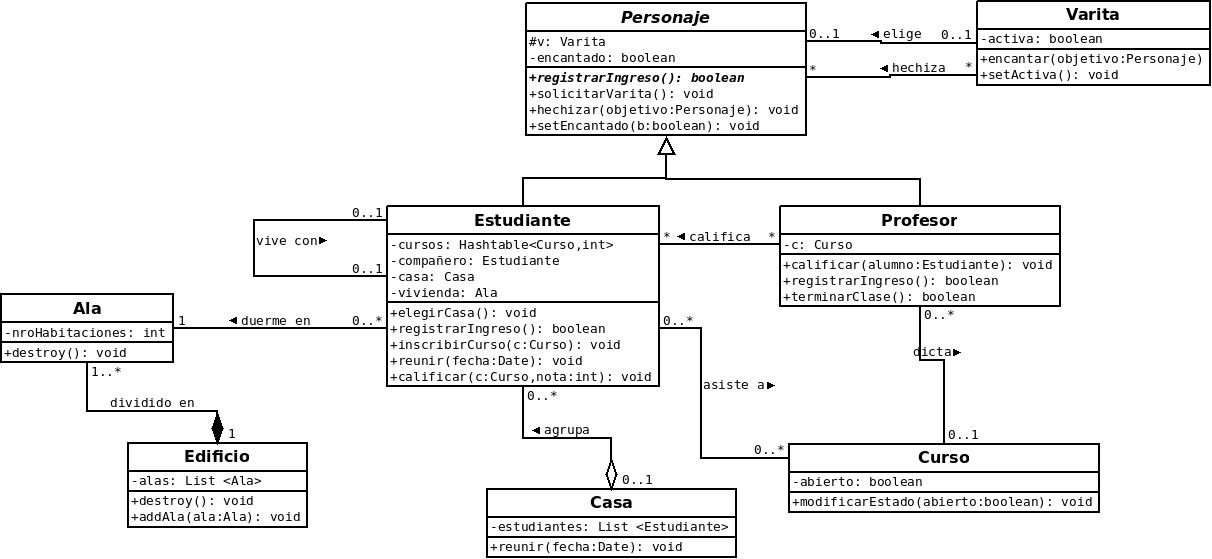 Personaje
#v: Varita
-encantado: boolean
+registrarIngreso(): boolean
+solicitarVarita(): void
+hechizar(objetivo:Personaje): void
+setEncantado(b:boolean): void
0..1
elige
0..1
*
hechiza
*
Varita
-activa: boolean
+encantar(objetivo:Personaje)
+setActiva(): void
0..1
vive con
0..1
Estudiante
-cursos: Hashtable<Curso,int>
-compañero: Estudiante
-casa: Casa
-vivienda: Ala
+elegirCasa(): void
+registrarIngreso(): boolean
+inscribirCurso(c:Curso): void
+reunir(fecha:Date): void
+calificar(c:Curso,nota:int): void
*
califica
*
Profesor
-c: Curso
+calificar(alumno:Estudiante): void
+registrarIngreso(): boolean
+terminarClase(): boolean
Ala
-nroHabitaciones: int
+destroy(): void
1
duerme en
0..*
0..*
asiste a
0..*
0..*
dicta
0..1
1..*
dividido en
1
0..*
agrupa
0..1
Edificio
-alas: List <Ala>
+destroy(): void
+addAla(ala:Ala): void
Casa
-estudiantes: List <Estudiante>
+reunir(fecha:Date): void
Curso
-abierto: boolean
+modificarEstado(abierto:boolean): void